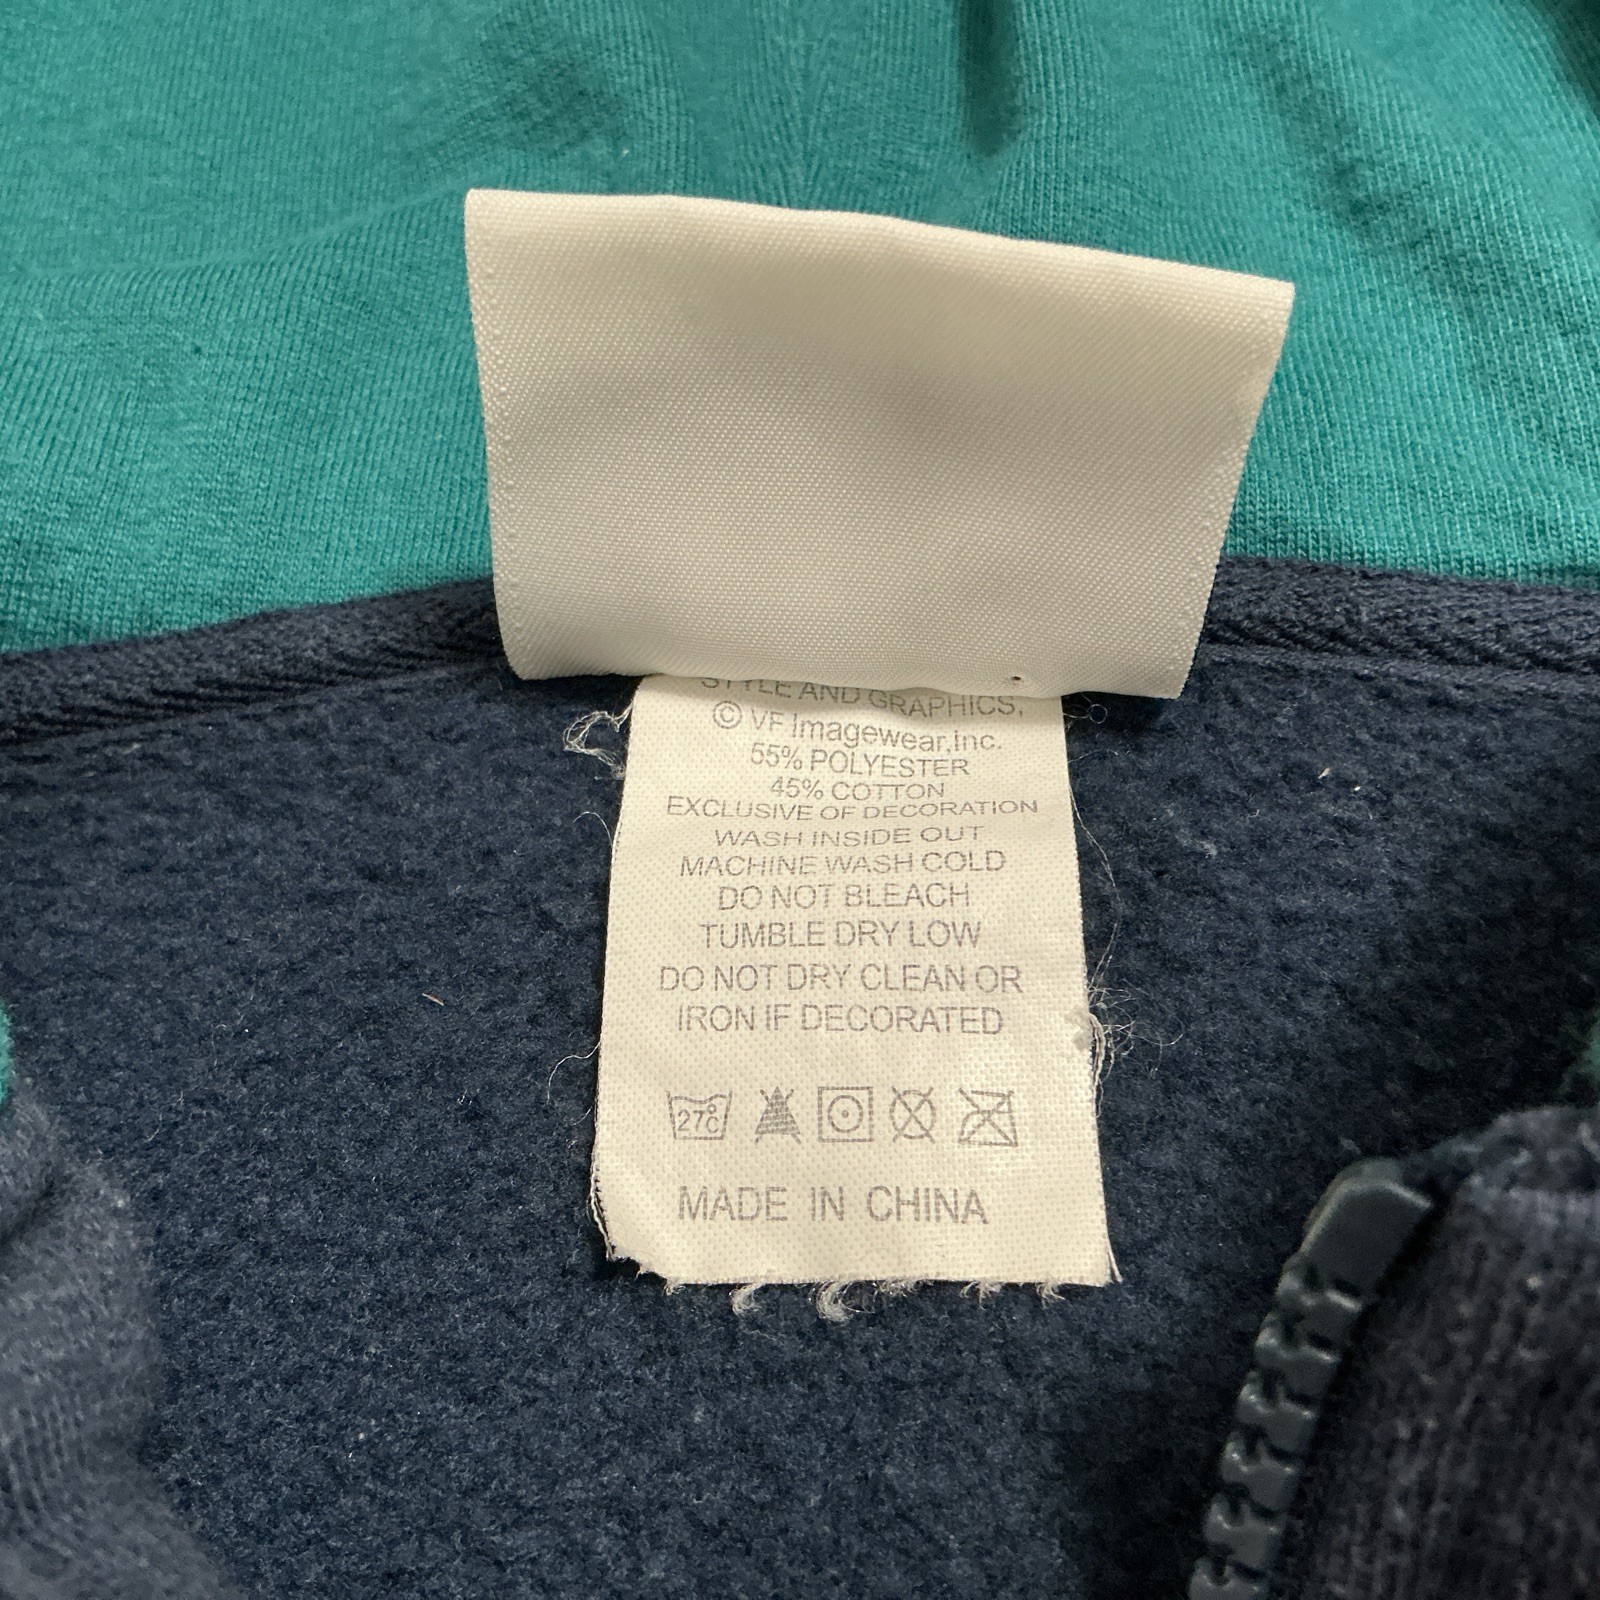 STYLE AND GRAPHICS,
© VF Imagewear,Inc.
55% POLYESTER
45% COTTON
EXCLUSIVE OF DECORATION
WASH INSIDE OUT
MACHINE WASH COLD
DO NOT BLEACH
TUMBLE DRY LOW
DO NOT DRY CLEAN OR
IRON IF DECORATED
27°C
MADE IN CHINA